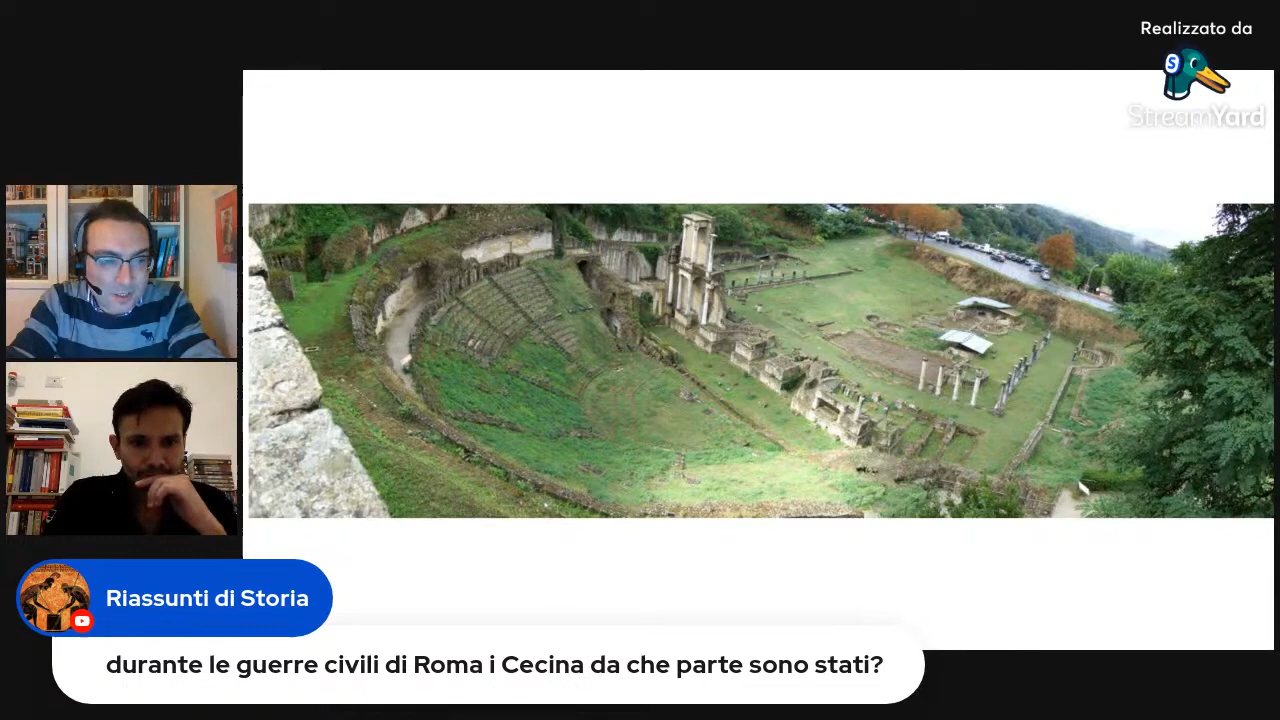 Realizzato da
StreamYard
Riassunti di Storia
durante le guerre civili di Roma i Cecina da che parte sono stati?